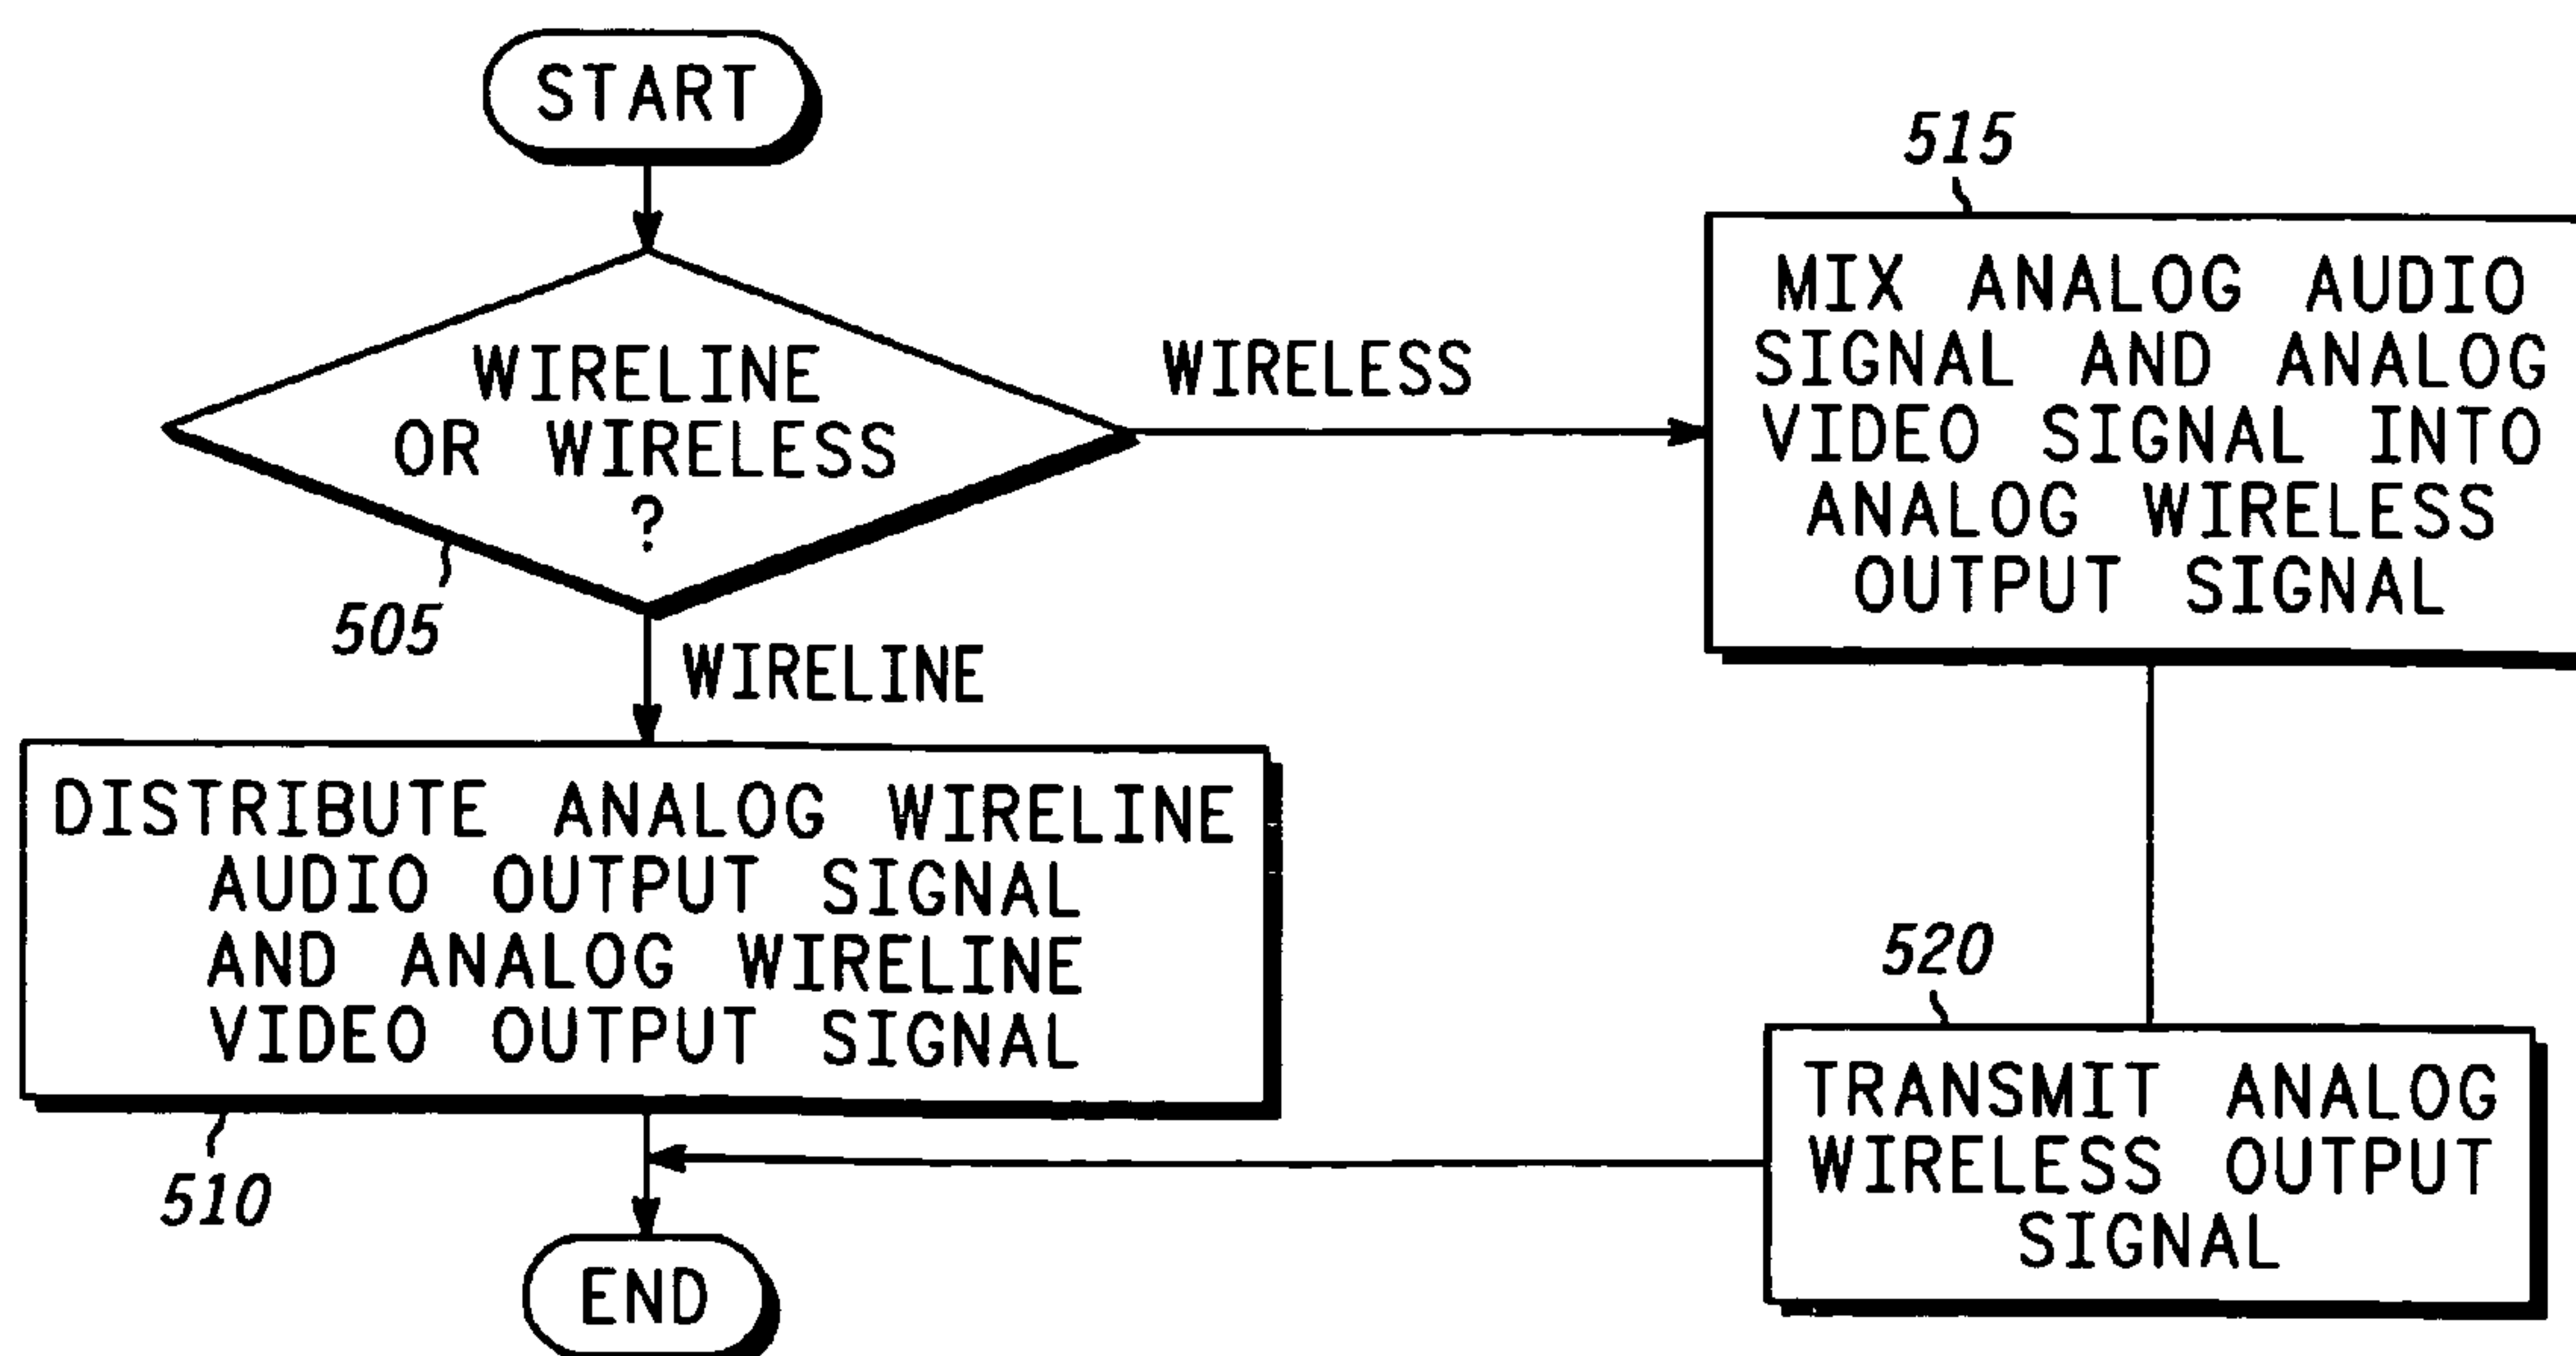 START
WIRELINE
OR WIRELESS
?
505
WIRELESS
WIRELINE
515
MIX ANALOG AUDIO
SIGNAL AND ANALOG
VIDEO SIGNAL INTO
ANALOG WIRELESS
OUTPUT SIGNAL
DISTRIBUTE ANALOG WIRELINE
AUDIO OUTPUT SIGNAL
AND ANALOG WIRELINE
VIDEO OUTPUT SIGNAL
510
520
TRANSMIT ANALOG
WIRELESS OUTPUT
SIGNAL
END